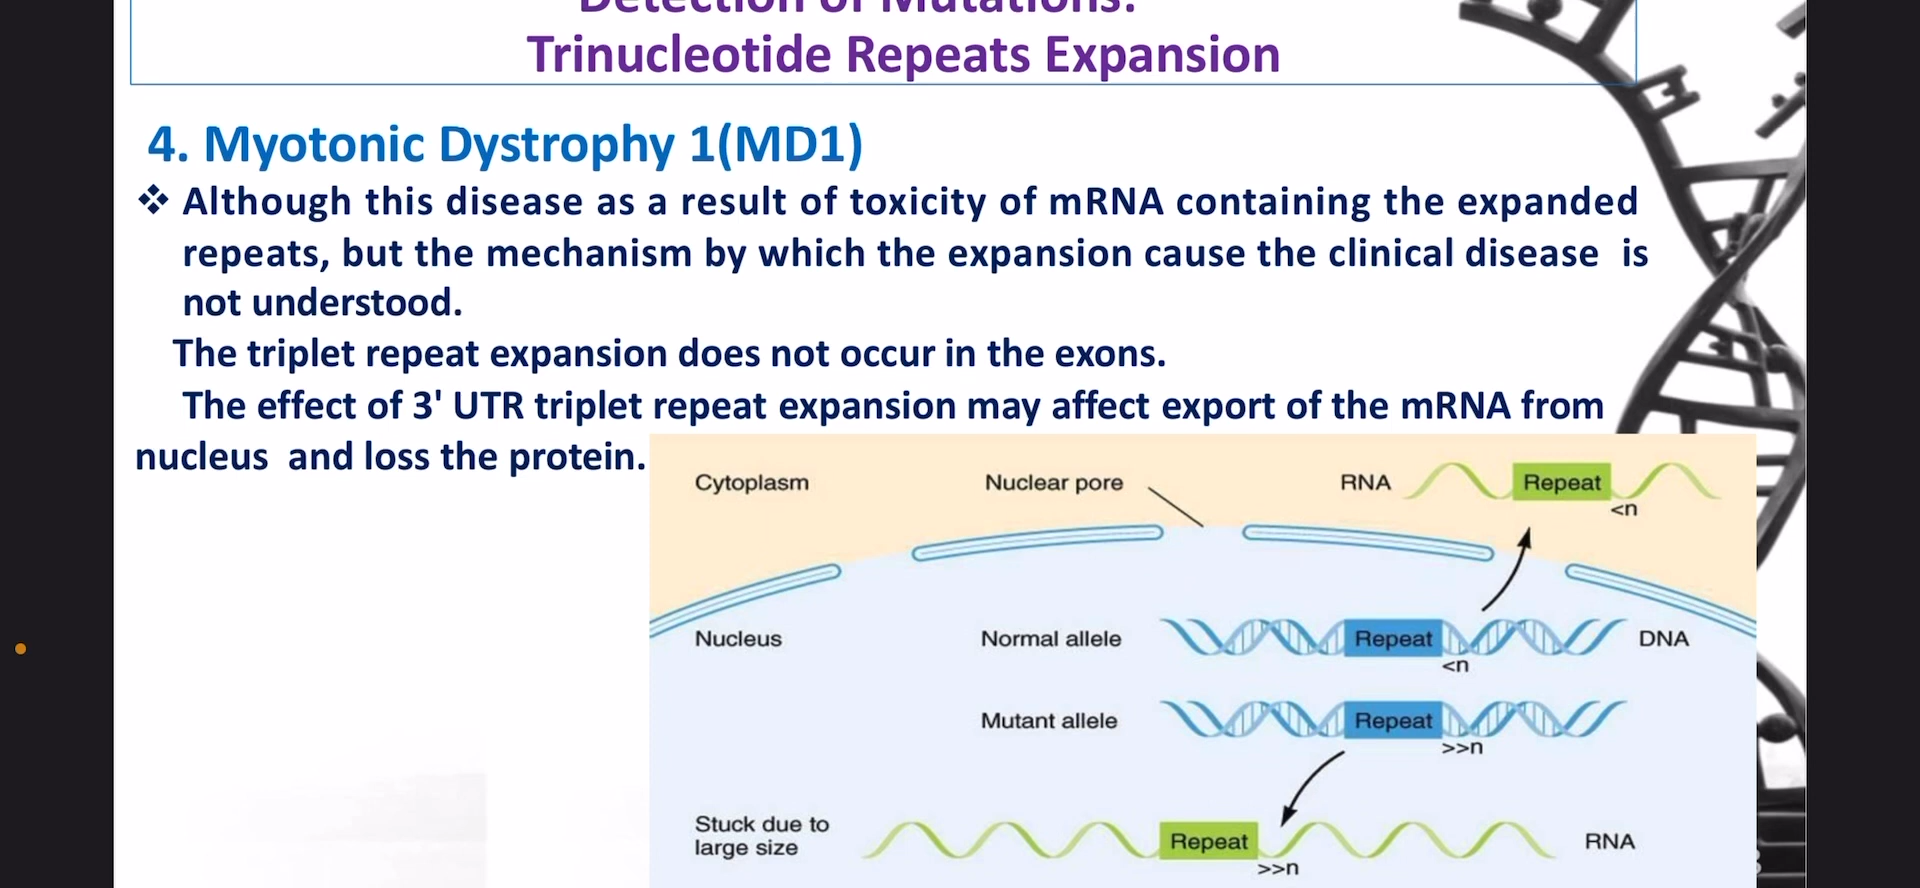 Detection of Mutations:
Trinucleotide Repeats Expansion
4. Myotonic Dystrophy 1(MD1)
❖ Although this disease as a result of toxicity of mRNA containing the expanded
repeats, but the mechanism by which the expansion cause the clinical disease is
not understood.
The triplet repeat expansion does not occur in the exons.
The effect of 3' UTR triplet repeat expansion may affect export of the mRNA from
nucleus and loss the protein.
Cytoplasm
Nuclear pore
RNA
Repeat
<n
Nucleus
Normal allele
Repeat
<n
DNA
Mutant allele
Repeat
>>n
Stuck due to
large size
Repeat
>>n
RNA